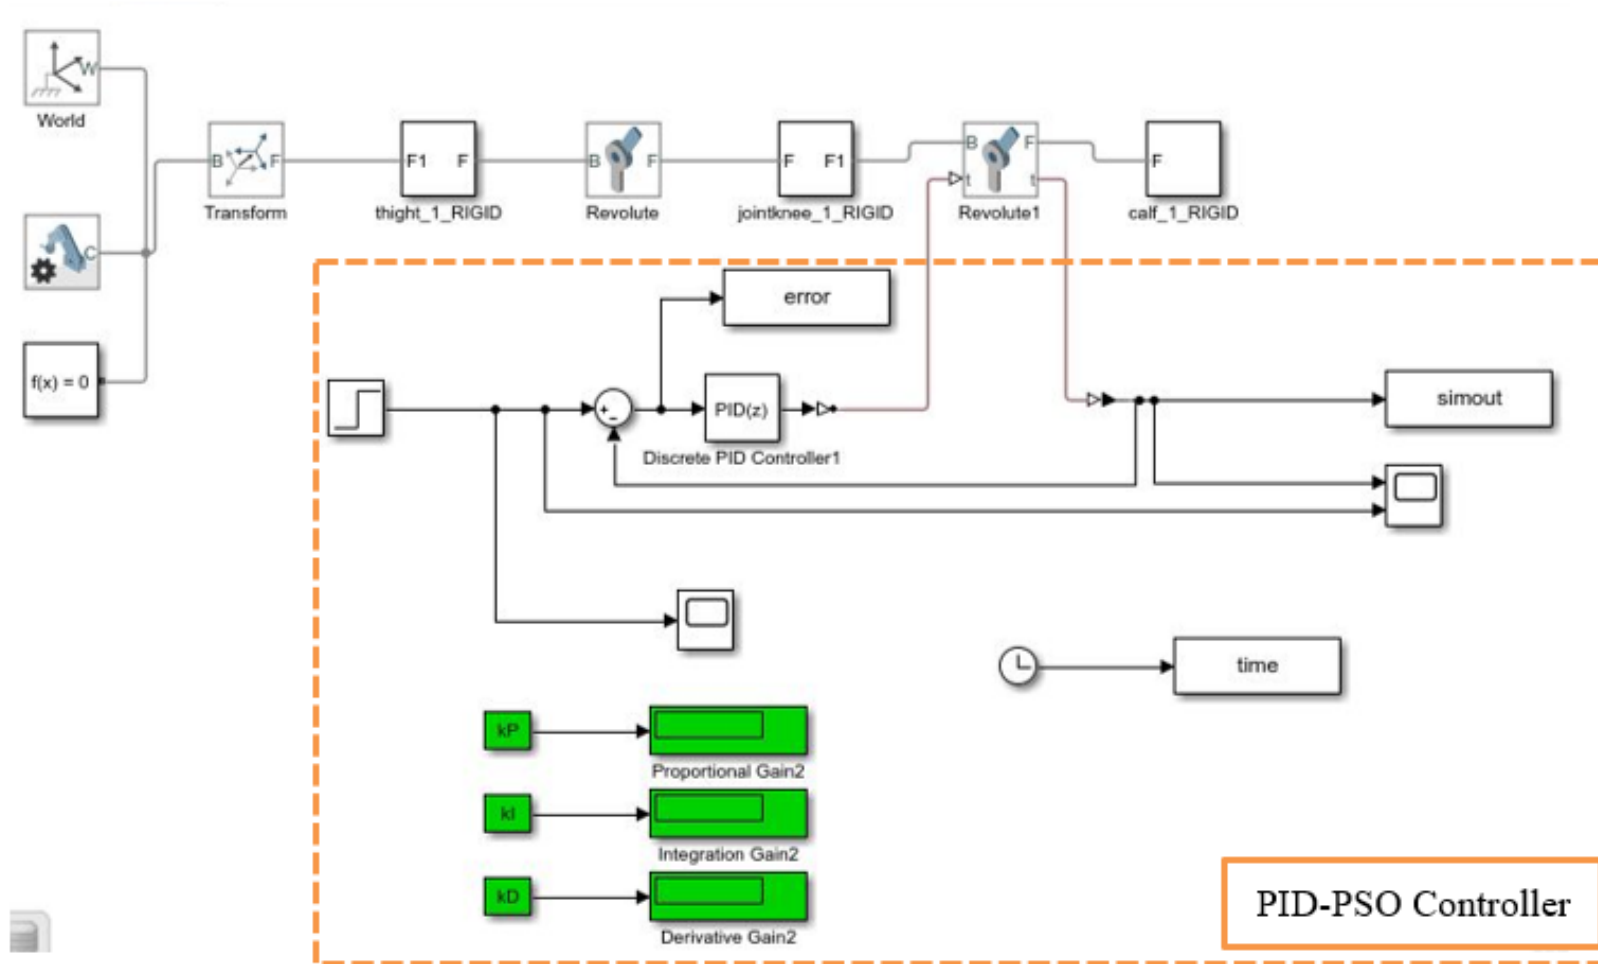 W
World
B
F
Transform
F1
F
thight_1_RIGID
B
F
Revolute
F
F1
jointknee_1_RIGID
B
F
t
t
Revolute1
F
calf_1_RIGID
C
f(x) = 0
error
+
−
PID(z)
Discrete PID Controller1
simout
time
kP
Proportional Gain2
kI
Integration Gain2
kD
Derivative Gain2
PID-PSO Controller